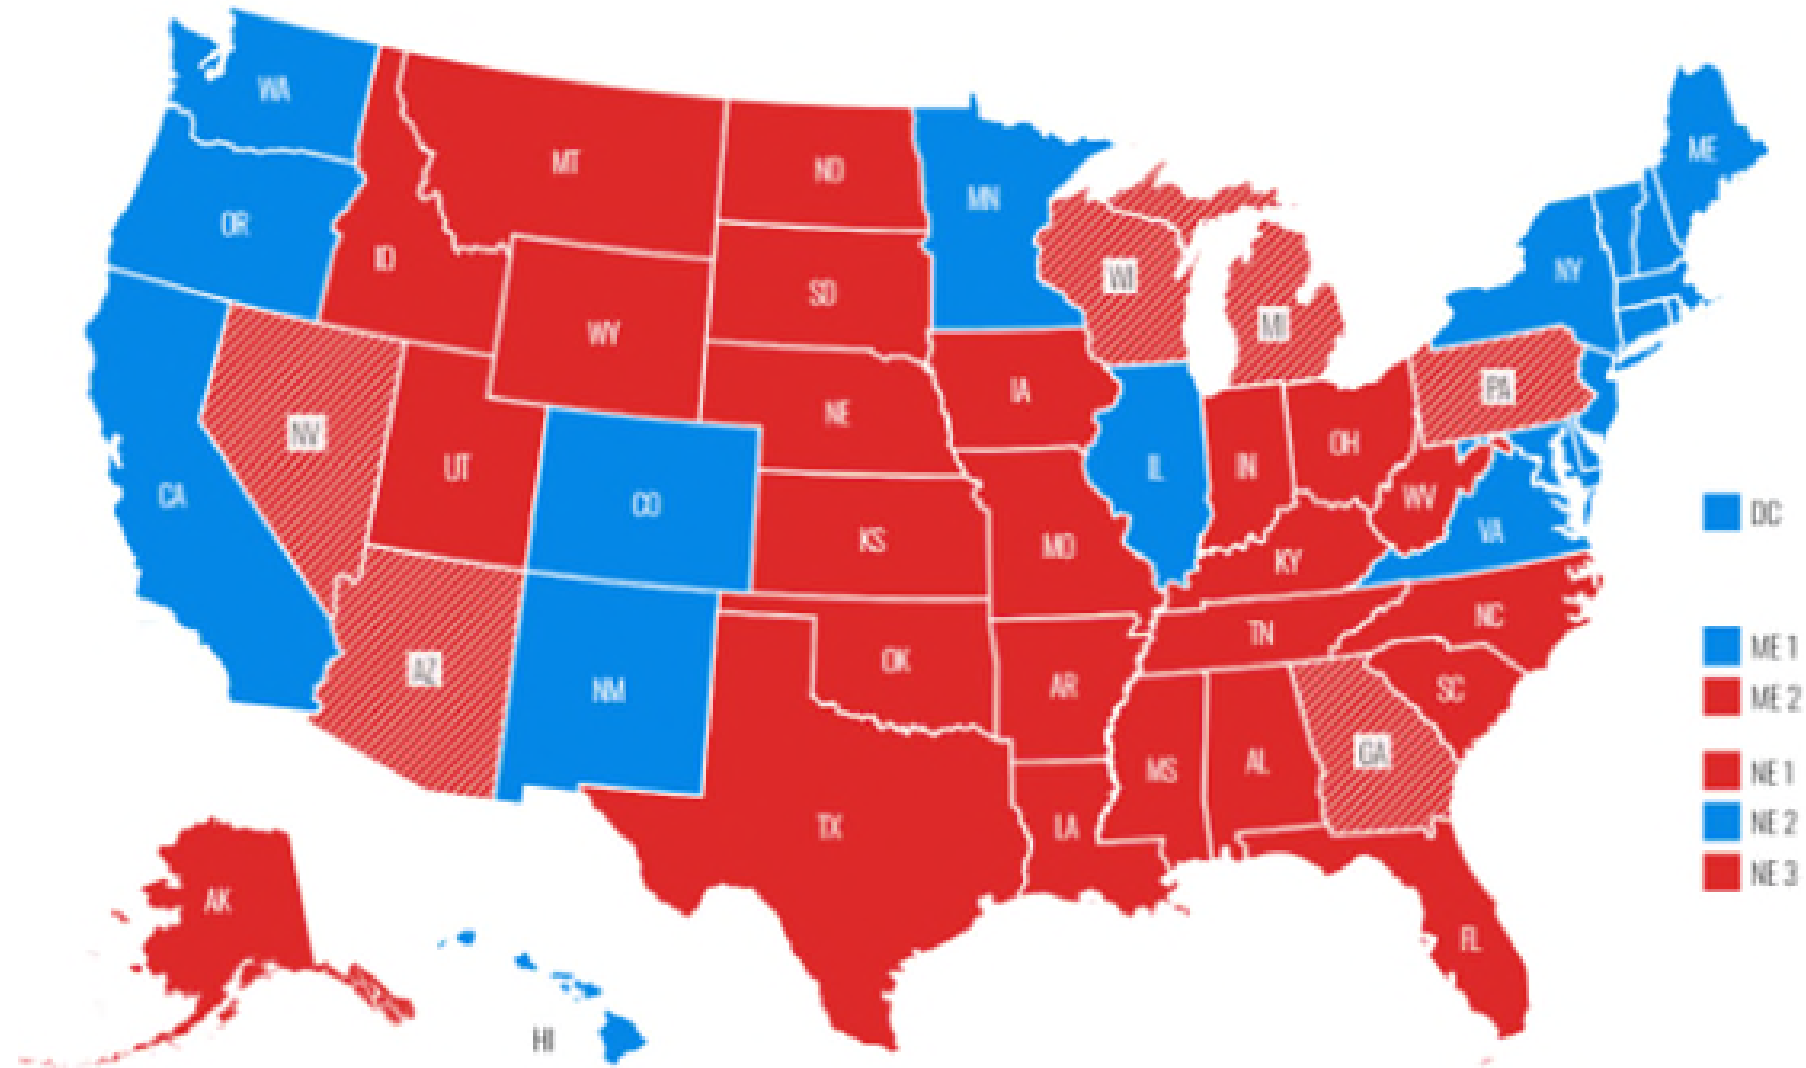 WA
MT
ND
MN
ME
OR
ID
SD
WI
NY
MI
WY
PA
NE
IA
NV
UT
CO
IL
IN
OH
CA
KS
MO
WV
VA
DC
KY
NC
TN
AZ
NM
OK
AR
SC
ME 1
ME 2
GA
MS
AL
NE 1
TX
LA
NE 2
NE 3
AK
FL
HI